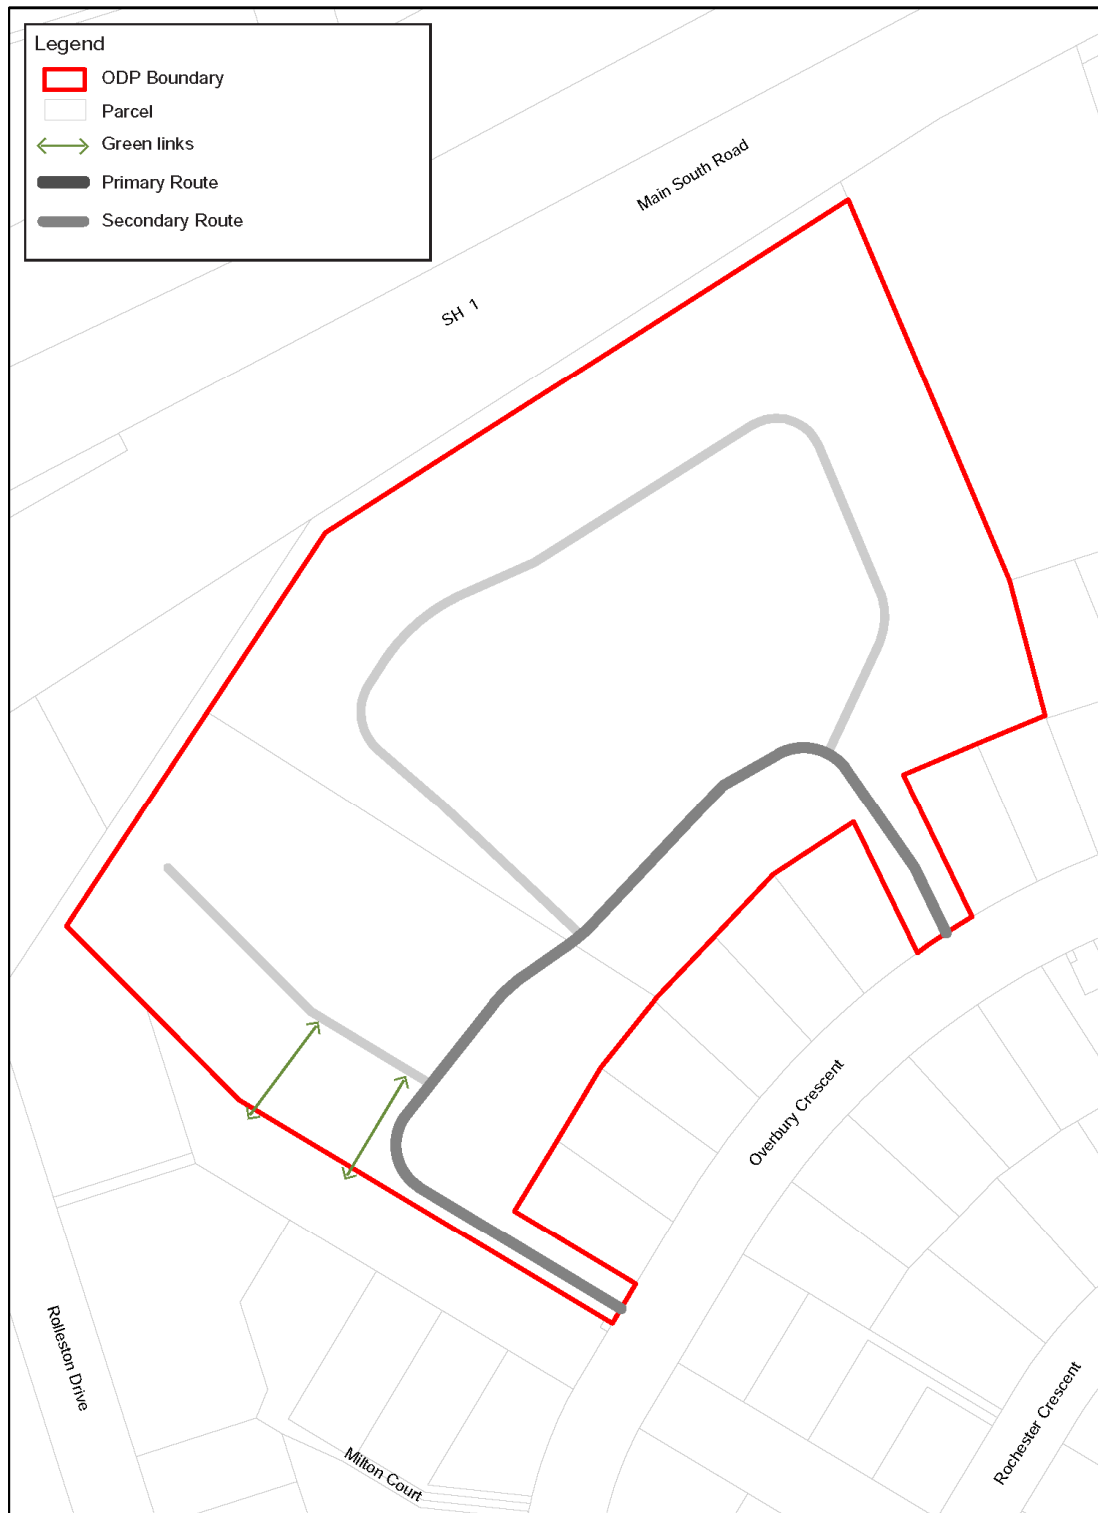 Legend
ODP Boundary
Parcel
Green links
Primary Route
Secondary Route
Main South Road
SH 1
Overbury Crescent
Rolleston Drive
Milton Court
Rochester Crescent